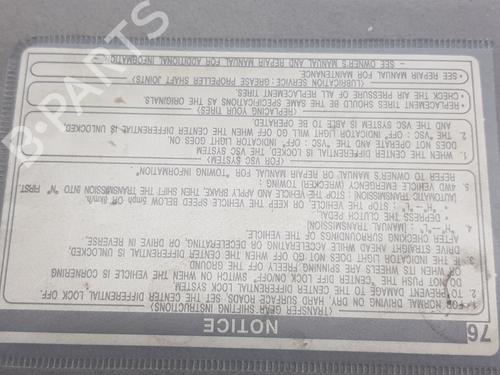 76 NOTICE
(TRANSFER GEAR SHIFTING INSTRUCTIONS)
1. FOR NORMAL DRIVING ON DRY, HARD SURFACE ROADS, SET THE CENTER DIFFERENTIAL LOCK OFF.
2. TO PREVENT DAMAGE TO THE CENTER DIFFERENTIAL LOCK SYSTEM,
DO NOT PUSH THE "CENTER DIFF LOCK ON/OFF" SWITCH WHEN THE VEHICLE IS CORNERING
OR WHEN ITS WHEELS ARE SPINNING FREELY OFF THE GROUND.
3. IF THE INDICATOR LIGHT DOES NOT GO OFF WHEN THE CENTER DIFFERENTIAL IS UNLOCKED,
DRIVE STRAIGHT AHEAD WHILE ACCELERATING OR DECELERATING, OR DRIVE IN REVERSE,
AFTER CHECKING SURROUNDINGS OF THE VEHICLE.
4. "H"↔"L" : (MANUAL TRANSMISSION)
DEPRESS THE CLUTCH PEDAL.
"H"↔"L" : STOP THE VEHICLE, OR KEEP THE VEHICLE SPEED BELOW 5mph OR 8km/h.
(AUTOMATIC TRANSMISSION) : STOP THE VEHICLE AND APPLY BRAKE, THEN SHIFT THE TRANSMISSION INTO "N" FIRST.
4WD VEHICLE EMERGENCY (WRECKER) TOWING :
REFER TO OWNER'S MANUAL OR REPAIR MANUAL FOR "TOWING" INFORMATION.
(FOR VSC SYSTEM)
1. WHEN THE CENTER DIFFERENTIAL IS LOCKED, THE VSC SYSTEM
DOES NOT OPERATE AND THE "VSC OFF" INDICATOR LIGHT GOES ON.
2. THE "VSC OFF" INDICATOR LIGHT GO OFF WHEN THE CENTER DIFFERENTIAL IS UNLOCKED,
AND THE VSC SYSTEM IS ABLE TO BE OPERATED.
(REPLACING YOUR TIRES)
• REPLACEMENT TIRES SHOULD BE THE SAME SPECIFICATIONS AS THE ORIGINALS.
• CHECK THE AIR PRESSURE OF ALL REPLACEMENT TIRES.
(LUBRICATION SERVICE : GREASE PROPELLER SHAFT JOINTS)
• SEE REPAIR MANUAL FOR MAINTENANCE.
- SEE OWNER'S MANUAL AND REPAIR MANUAL FOR ADDITIONAL INFORMATION
B-PARTS